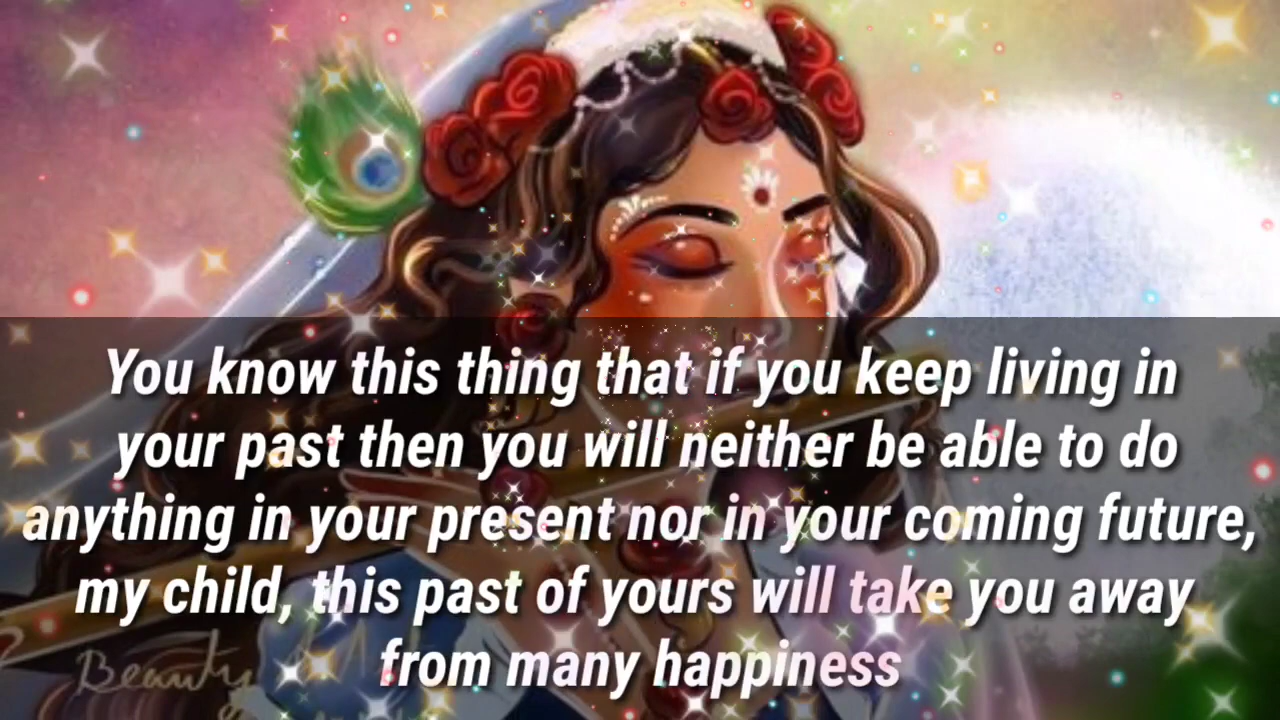 You know this thing that if you keep living in
your past then you will neither be able to do
anything in your present nor in your coming future,
my child, this past of yours will take you away
from many happiness
Beauty